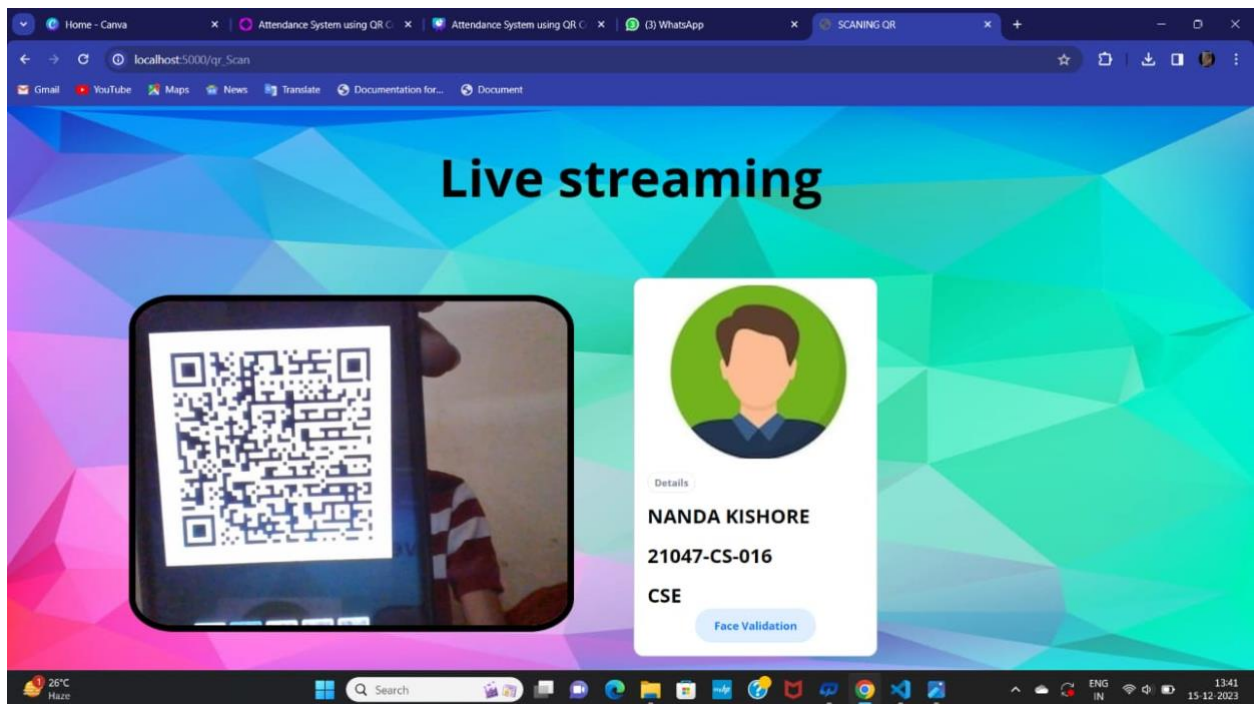 Home - Canva
Attendance System using QR C
Attendance System using QR C
(3) WhatsApp
SCANING QR
localhost:5000/qr_Scan
Gmail
YouTube
Maps
News
Translate
Documentation for...
Document
Live streaming
Details
NANDA KISHORE
21047-CS-016
CSE
Face Validation
1
26°C
Haze
Search
ENG
IN
13:41
15-12-2023